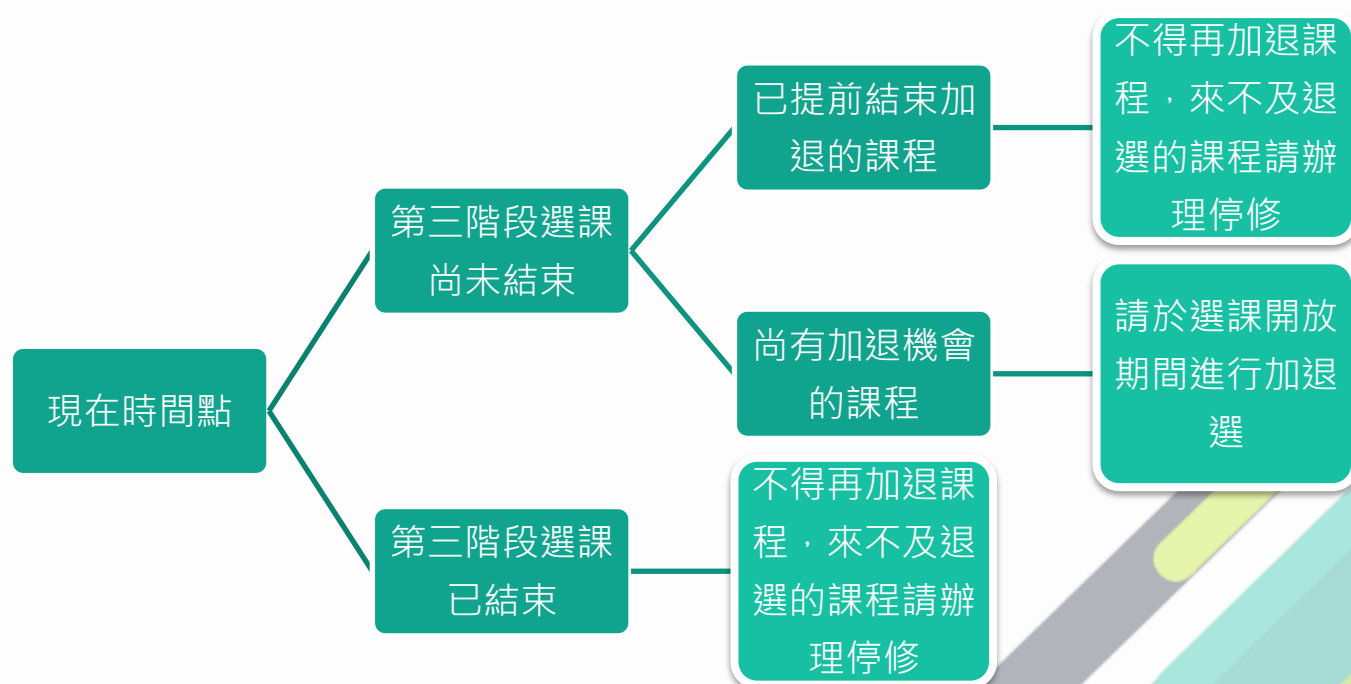 現在時間點
第三階段選課
尚未結束
已提前結束加
退的課程
不得再加退課
程，來不及退
選的課程請辦
理停修
尚有加退機會
的課程
請於選課開放
期間進行加退
選
第三階段選課
已結束
不得再加退課
程，來不及退
選的課程請辦
理停修